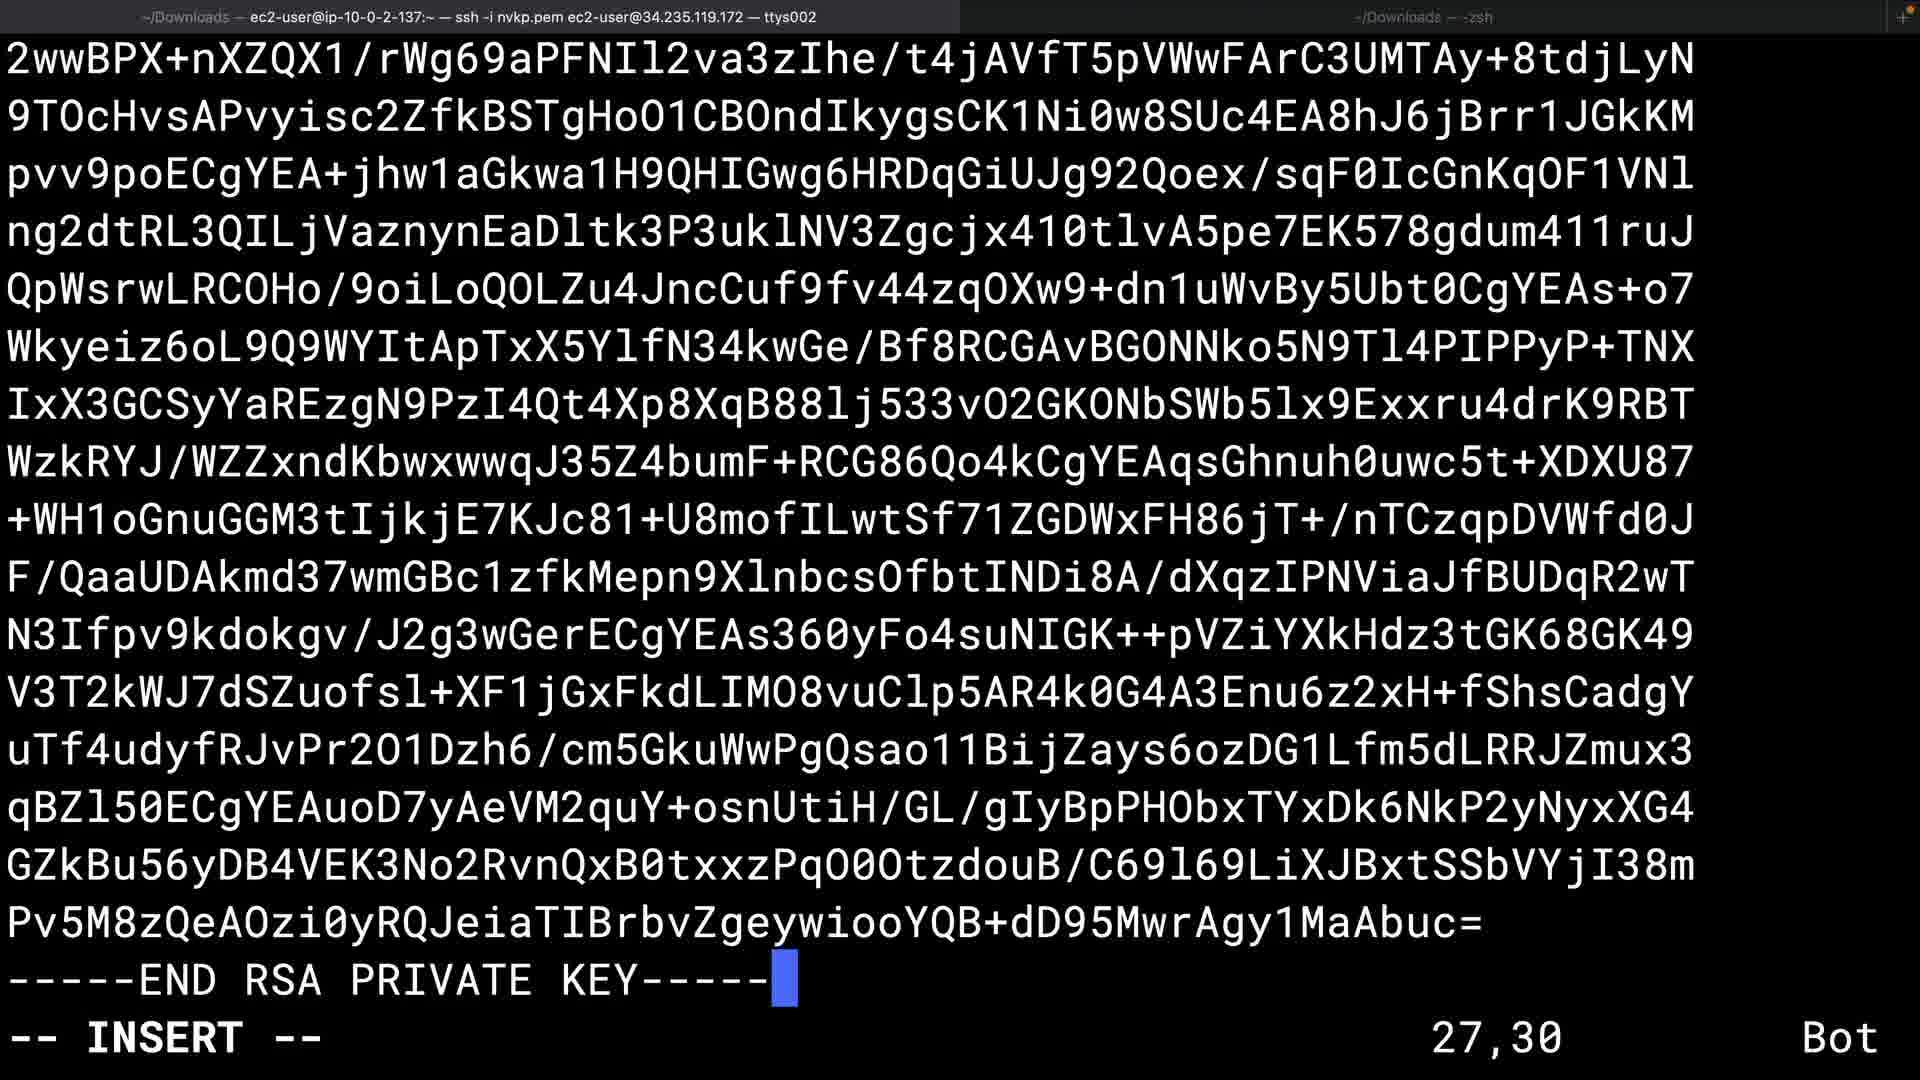 ~/Downloads — ec2-user@ip-10-0-2-137:~ — ssh -i nvkp.pem ec2-user@34.235.119.172 — ttys002
~/Downloads — -zsh
2wwBPX+nXZQX1/rWg69aPFNIl2va3zIhe/t4jAVfT5pVWwFArC3UMTAy+8tdjLyN
9TOcHvsAPvyisc2ZfkBSTgHoO1CBOndIkygsCK1Ni0w8SUc4EA8hJ6jBrr1JGkKM
pvv9poECgYEA+jhw1aGkwa1H9QHIGwg6HRDqGiUJg92Qoex/sqF0IcGnKqOF1VNl
ng2dtRL3QILjVaznynEaDltk3P3uklNV3Zgcjx410tlvA5pe7EK578gdum411ruJ
QpWsrwLRCOHo/9oiLoQOLZu4JncCuf9fv44zqOXw9+dn1uWvBy5Ubt0CgYEAs+o7
Wkyeiz6oL9Q9WYItApTxX5YlfN34kwGe/Bf8RCGAvBGONNko5N9Tl4PIPPyP+TNX
IxX3GCSyYaREzgN9PzI4Qt4Xp8XqB88lj533vO2GKONbSWb5lx9Exxru4drK9RBT
WzkRYJ/WZZxndKbwxwwqJ35Z4bumF+RCG86Qo4kCgYEAqsGhnuh0uwc5t+XDXU87
+WH1oGnuGGM3tIjkjE7KJc81+U8mofILwtSf71ZGDWxFH86jT+/nTCzqpDVWfd0J
F/QaaUDAkmd37wmGBc1zfkMepn9XlnbcsOfbtINDi8A/dXqzIPNViaJfBUDqR2wT
N3Ifpv9kdokgv/J2g3wGerECgYEAs360yFo4suNIGK++pVZiYXkHdz3tGK68GK49
V3T2kWJ7dSZuofsl+XF1jGxFkdLIMO8vuClp5AR4k0G4A3Enu6z2xH+fShsCadgY
uTf4udyfRJvPr2O1Dzh6/cm5GkuWwPgQsao11BijZays6ozDG1Lfm5dLRRJZmux3
qBZl50ECgYEAuoD7yAeVM2quY+osnUtiH/GL/gIyBpPHObxTYxDk6NkP2yNyxXG4
GZkBu56yDB4VEK3No2RvnQxB0txxzPqO0OtzdouB/C69l69LiXJBxtSSbVYjI38m
Pv5M8zQeAOzi0yRQJeiaTIBrbvZgeywiooYQB+dD95MwrAgy1MaAbuc=
-----END RSA PRIVATE KEY-----
-- INSERT -- 27,30 Bot